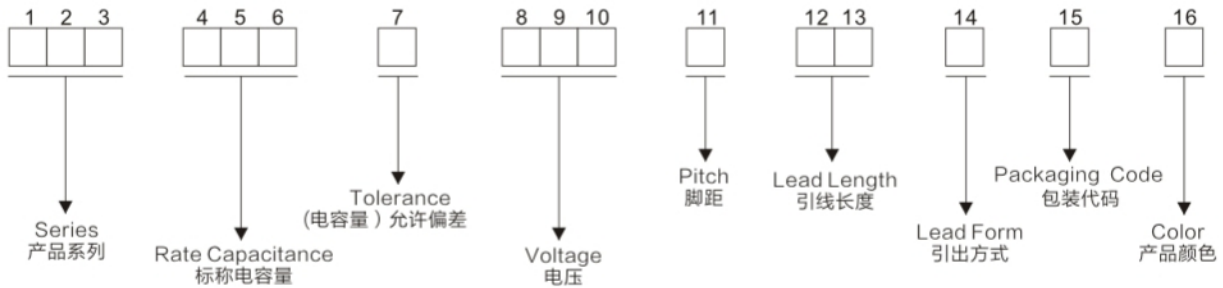 1 2 3 4 5 6 7 8 9 10 11 12 13 14 15 16
Series
产品系列
Rate Capacitance
标称电容量
Tolerance
(电容量)允许偏差
Voltage
电压
Pitch
脚距
Lead Length
引线长度
Lead Form
引出方式
Packaging Code
包装代码
Color
产品颜色